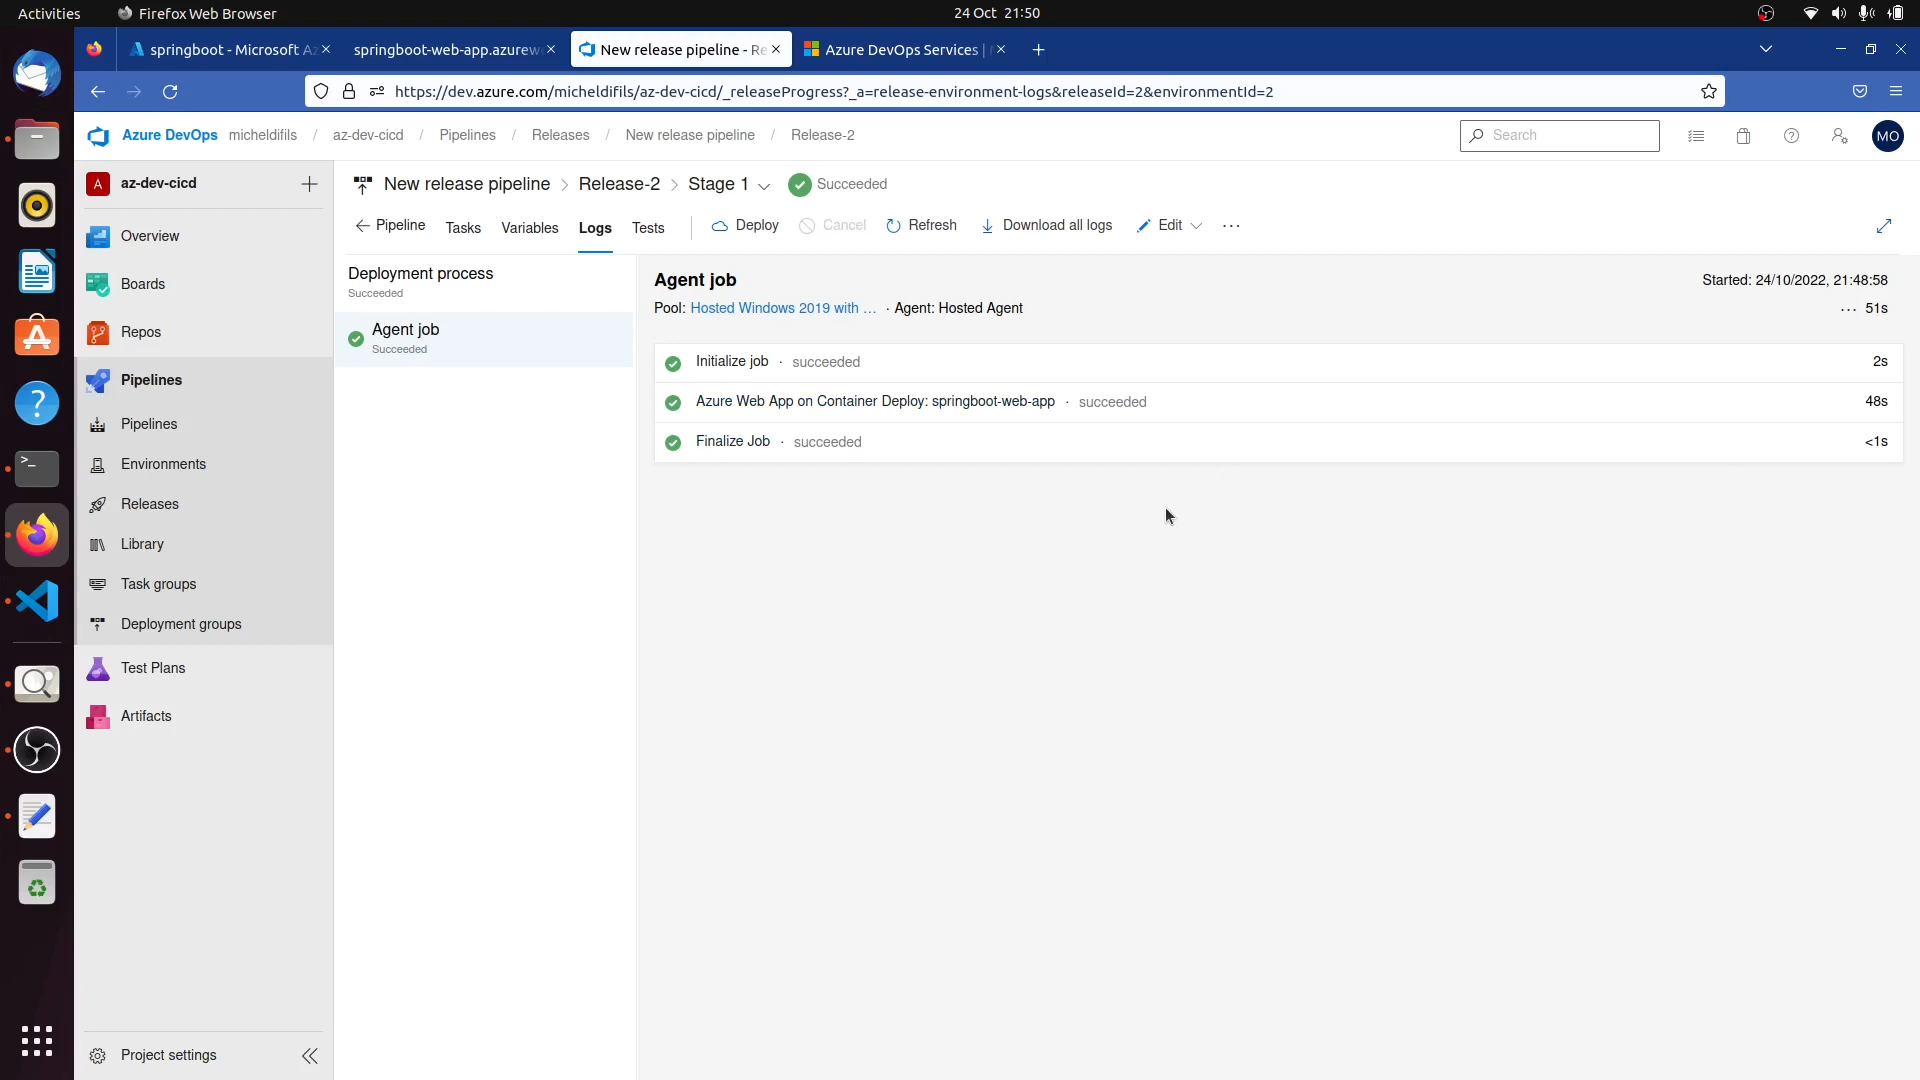 Activities
Firefox Web Browser
24 Oct 21:50
springboot - Microsoft Az
springboot-web-app.azurew
New release pipeline - Re
Azure DevOps Services |
https://dev.azure.com/micheldifils/az-dev-cicd/_releaseProgress?_a=release-environment-logs&releaseId=2&environmentId=2
Azure DevOps micheldifils / az-dev-cicd / Pipelines / Releases / New release pipeline / Release-2
Search
MO
A az-dev-cicd
New release pipeline > Release-2 > Stage 1
Succeeded
Pipeline
Tasks
Variables
Logs
Tests
Deploy
Cancel
Refresh
Download all logs
Edit
Overview
Boards
Repos
Pipelines
Pipelines
Environments
Releases
Library
Task groups
Deployment groups
Test Plans
Artifacts
Project settings
Deployment process
Succeeded
Agent job
Succeeded
Agent job
Started: 24/10/2022, 21:48:58
Pool: Hosted Windows 2019 with ... · Agent: Hosted Agent
... 51s
Initialize job · succeeded
2s
Azure Web App on Container Deploy: springboot-web-app · succeeded
48s
Finalize Job · succeeded
<1s